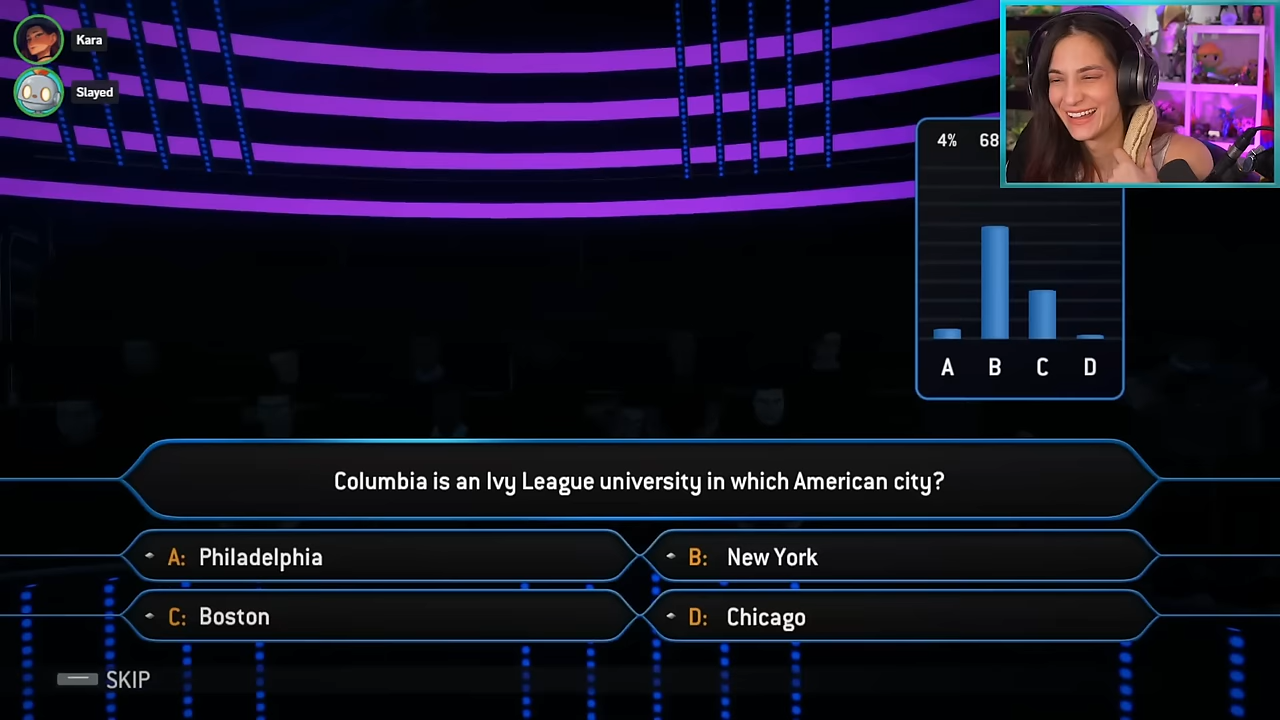 Kara
Slayed
4% 68
A B C D
Columbia is an Ivy League university in which American city?
A: Philadelphia
B: New York
C: Boston
D: Chicago
SKIP